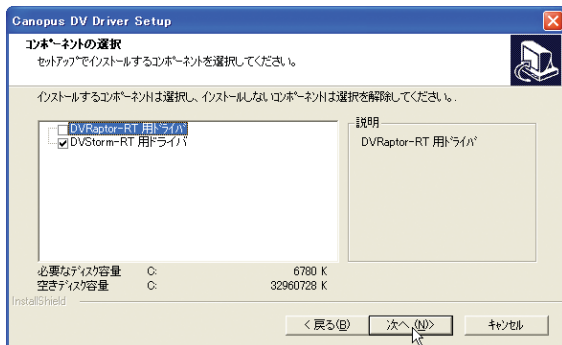 Canopus DV Driver Setup
コンポーネントの選択
セットアップでインストールするコンポーネントを選択してください。
インストールするコンポーネントは選択し、インストールしないコンポーネントは選択を解除してください。.
DVRaptor-RT 用ドライバ
DVStorm-RT 用ドライバ
説明
DVRaptor-RT 用ドライバ
必要なディスク容量 C: 6780 K
空きディスク容量 C: 32960728 K
InstallShield
< 戻る(B) 次へ(N)> キャンセル